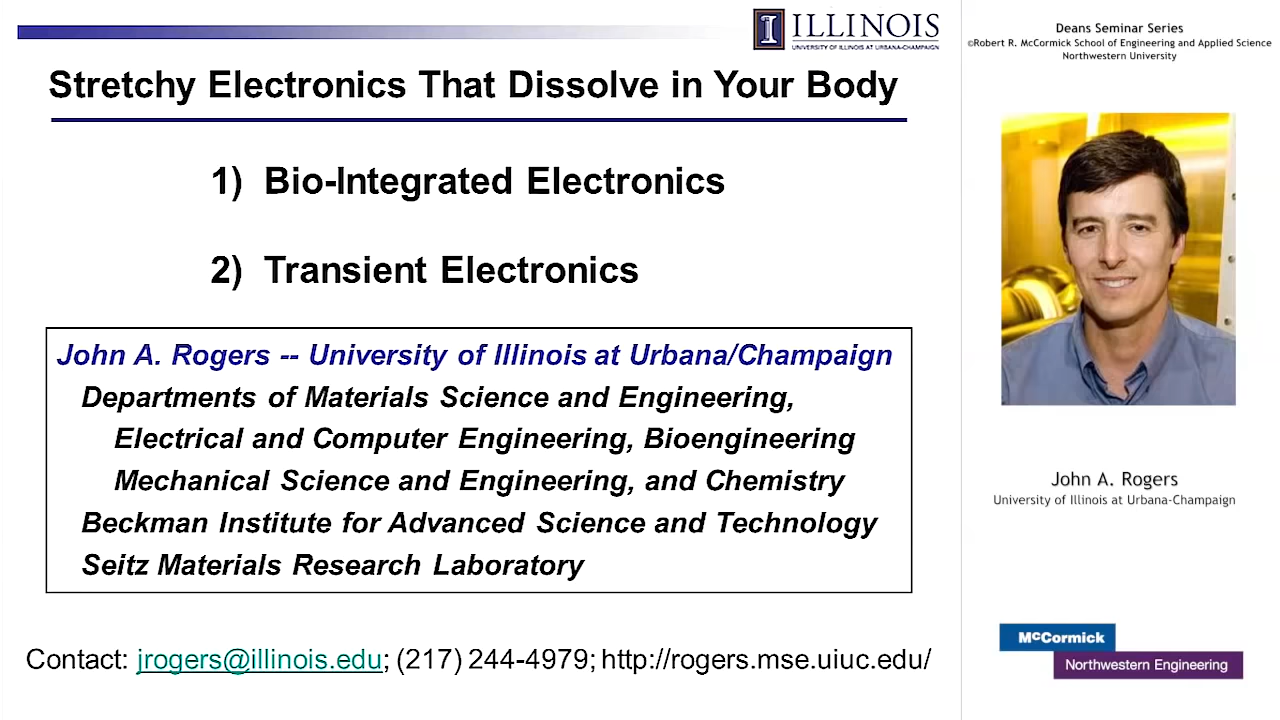 ILLINOIS
UNIVERSITY OF ILLINOIS AT URBANA-CHAMPAIGN
Stretchy Electronics That Dissolve in Your Body
1) Bio-Integrated Electronics
2) Transient Electronics
John A. Rogers -- University of Illinois at Urbana/Champaign
Departments of Materials Science and Engineering,
Electrical and Computer Engineering, Bioengineering
Mechanical Science and Engineering, and Chemistry
Beckman Institute for Advanced Science and Technology
Seitz Materials Research Laboratory
Contact: jrogers@illinois.edu; (217) 244-4979; http://rogers.mse.uiuc.edu/
Deans Seminar Series
©Robert R. McCormick School of Engineering and Applied Science
Northwestern University
John A. Rogers
University of Illinois at Urbana-Champaign
McCormick
Northwestern Engineering